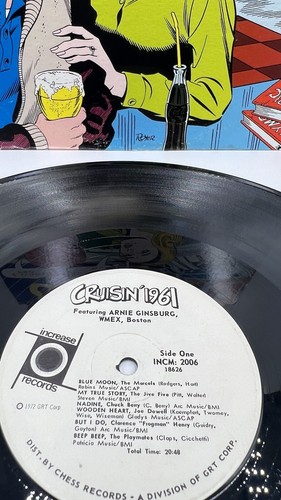 CRUISIN' 1961
Featuring ARNIE GINSBURG,
WMEX, Boston
increase
records
Side One
INCM: 2006
18626
BLUE MOON, The Marcels (Rodgers, Hart)
Robbins Music/ASCAP
MY TRUE STORY, The Jive Five (Pitt, Waltzer)
Steven Music/BMI
NADINE, Chuck Berry (C. Berry) Arc Music/BMI
WOODEN HEART, Joe Dowell (Kaempfert, Twomey,
Wise, Wiseman) Gladys Music/ASCAP
BUT I DO, Clarence "Frogman" Henry (Guidry,
Gayten) Arc Music/BMI
BEEP BEEP, The Playmates (Claps, Cicchetti)
Patricia Music/BMI
Total Time: 20:48
1972 GRT Corp.
DIST. BY CHESS RECORDS - A DIVISION OF GRT CORP.